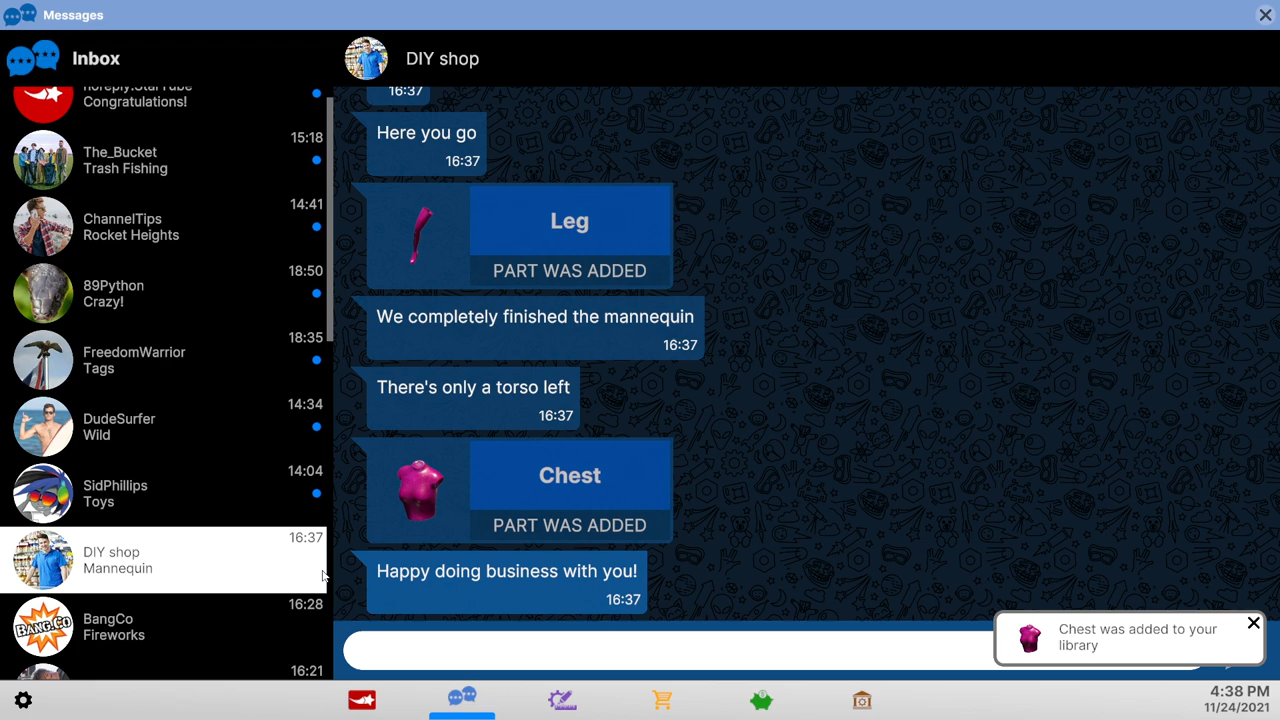 Messages
Inbox
noreply.StarTube
Congratulations!
15:18
The_Bucket
Trash Fishing
14:41
ChannelTips
Rocket Heights
18:50
89Python
Crazy!
18:35
FreedomWarrior
Tags
14:34
DudeSurfer
Wild
14:04
SidPhillips
Toys
16:37
DIY shop
Mannequin
16:28
BangCo
Fireworks
BANG.CO
16:21
DIY shop
16:37
Here you go
16:37
Leg
PART WAS ADDED
We completely finished the mannequin
16:37
There's only a torso left
16:37
Chest
PART WAS ADDED
Happy doing business with you!
16:37
Chest was added to your
library
4:38 PM
11/24/2021